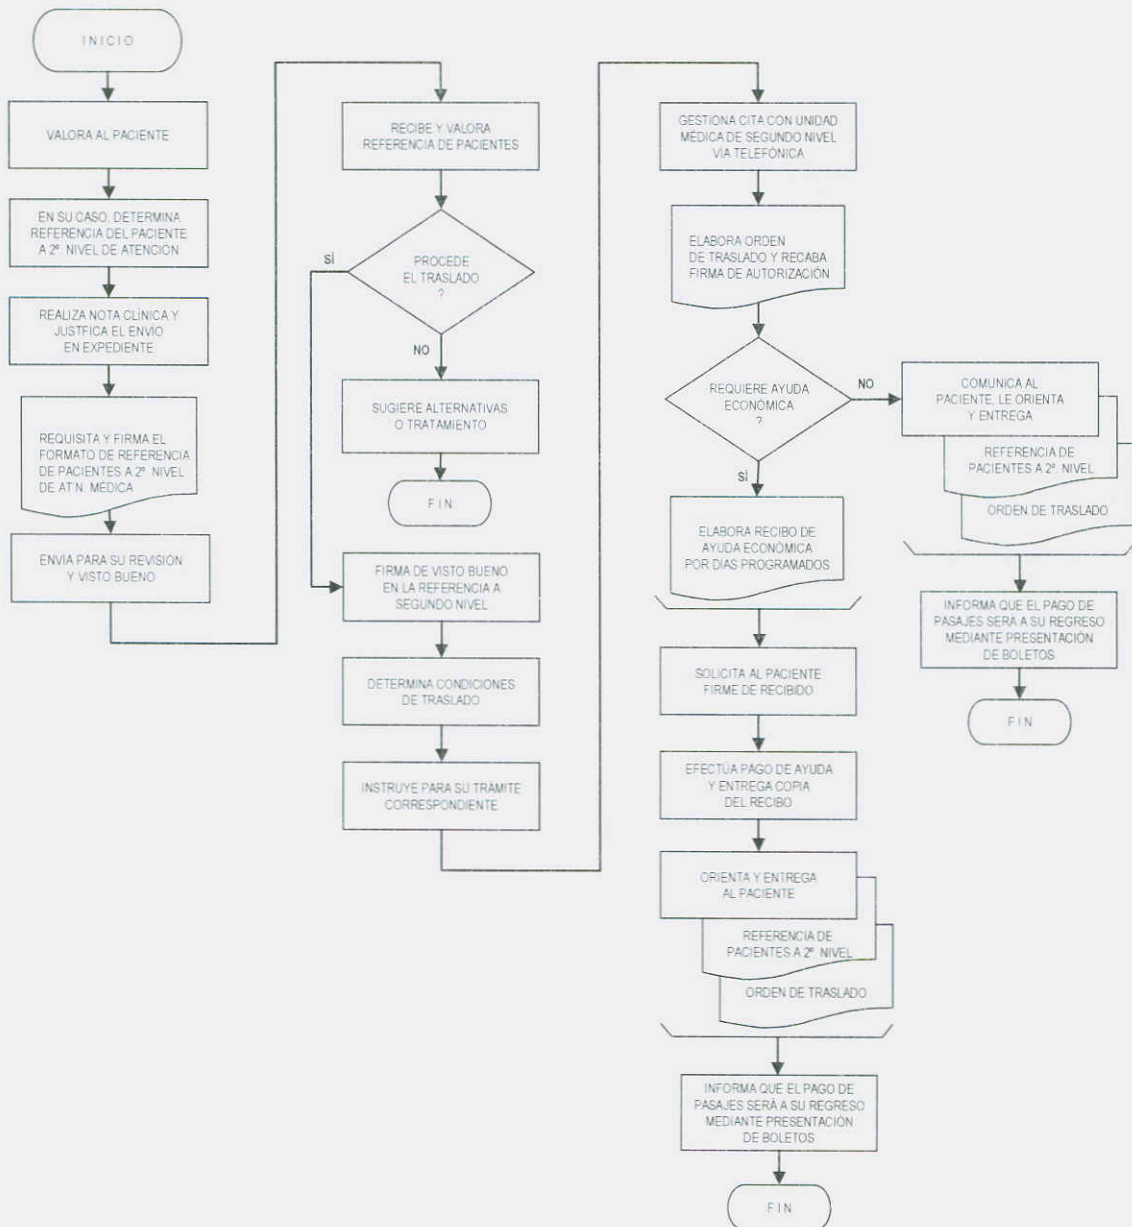 INICIO
VALORA AL PACIENTE
EN SU CASO, DETERMINA
REFERENCIA DEL PACIENTE
A 2º. NIVEL DE ATENCIÓN
REALIZA NOTA CLÍNICA Y
JUSTFICA EL ENVÍO
EN EXPEDIENTE
REQUISITA Y FIRMA EL
FORMATO DE REFERENCIA
DE PACIENTES A 2º. NIVEL
DE AT'N. MÉDICA
ENVÍA PARA SU REVISIÓN
Y VISTO BUENO
RECIBE Y VALORA
REFERENCIA DE PACIENTES
PROCEDE
EL TRASLADO
?
SÍ
NO
SUGIERE ALTERNATIVAS
O TRATAMIENTO
FIN
FIRMA DE VISTO BUENO
EN LA REFERENCIA A
SEGUNDO NIVEL
DETERMINA CONDICIONES
DE TRASLADO
INSTRUYE PARA SU TRÁMITE
CORRESPONDIENTE
GESTIONA CITA CON UNIDAD
MÉDICA DE SEGUNDO NIVEL
VÍA TELEFÓNICA
ELABORA ORDEN
DE TRASLADO Y RECABA
FIRMA DE AUTORIZACIÓN
REQUIERE AYUDA
ECONÓMICA
?
NO
SÍ
ELABORA RECIBO DE
AYUDA ECONÓMICA
POR DÍAS PROGRAMADOS
SOLICITA AL PACIENTE
FIRME DE RECIBIDO
EFECTÚA PAGO DE AYUDA
Y ENTREGA COPIA
DEL RECIBO
ORIENTA Y ENTREGA
AL PACIENTE
REFERENCIA DE
PACIENTES A 2º. NIVEL
ORDEN DE TRASLADO
INFORMA QUE EL PAGO DE
PASAJES SERÁ A SU REGRESO
MEDIANTE PRESENTACIÓN
DE BOLETOS
FIN
COMUNICA AL
PACIENTE, LE ORIENTA
Y ENTREGA
REFERENCIA DE
PACIENTES A 2º. NIVEL
ORDEN DE TRASLADO
INFORMA QUE EL PAGO DE
PASAJES SERÁ A SU REGRESO
MEDIANTE PRESENTACIÓN
DE BOLETOS
FIN